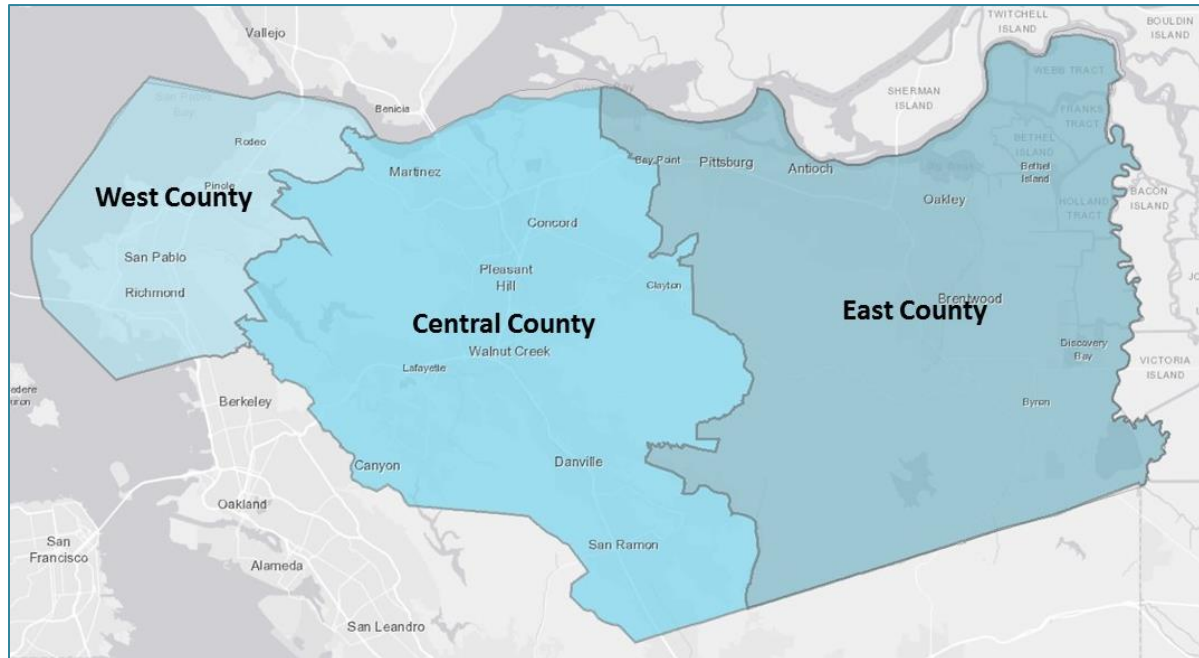 TWITCHELL
ISLAND
BOULDIN
ISLAND
Vallejo
WEBB TRACT
San Pablo
Bay
Benicia
SHERMAN
ISLAND
FRANKS
TRACT
Rodeo
BETHEL
ISLAND
Bay Point
Pittsburg
Antioch
Martinez
Bethel
Island
West County
Pinole
BACON
ISLAND
Oakley
HOLLAND
TRACT
Concord
San Pablo
Pleasant
Hill
Clayton
Richmond
Brentwood
East County
Central County
Walnut Creek
Discovery
Bay
VICTORIA
ISLAND
Lafayette
Berkeley
Byron
Canyon
Danville
Oakland
San
Francisco
San Ramon
Alameda
San Leandro